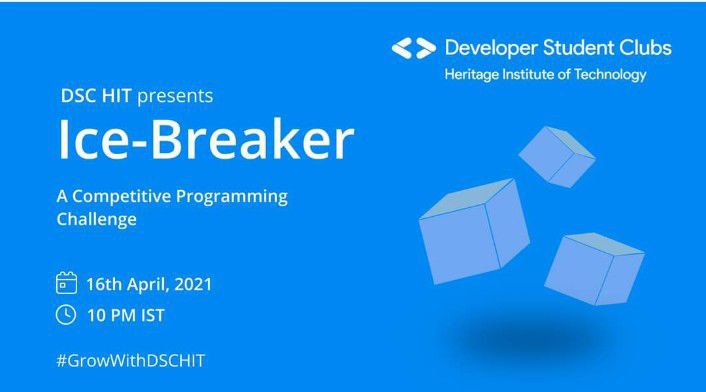 Developer Student Clubs
Heritage Institute of Technology
DSC HIT presents
Ice-Breaker
A Competitive Programming
Challenge
16th April, 2021
10 PM IST
#GrowWithDSCHIT